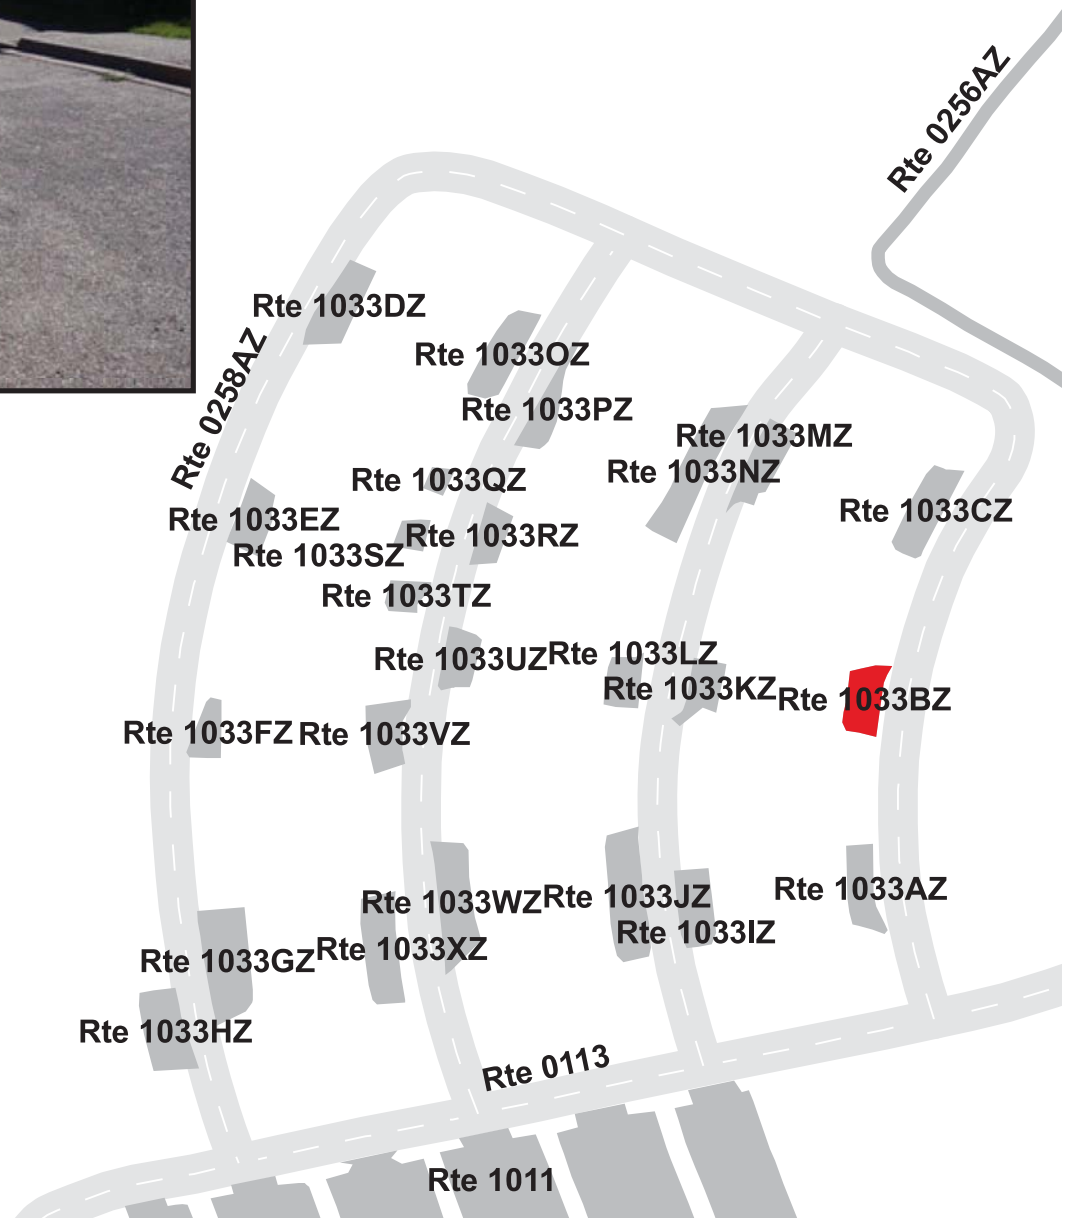 Rte 0256AZ
Rte 1033DZ
Rte 0258AZ
Rte 1033OZ
Rte 1033PZ
Rte 1033MZ
Rte 1033NZ
Rte 1033QZ
Rte 1033CZ
Rte 1033EZ
Rte 1033RZ
Rte 1033SZ
Rte 1033TZ
Rte 1033UZ
Rte 1033LZ
Rte 1033KZ
Rte 1033BZ
Rte 1033FZ
Rte 1033VZ
Rte 1033AZ
Rte 1033WZ
Rte 1033JZ
Rte 1033IZ
Rte 1033XZ
Rte 1033GZ
Rte 1033HZ
Rte 0113
Rte 1011